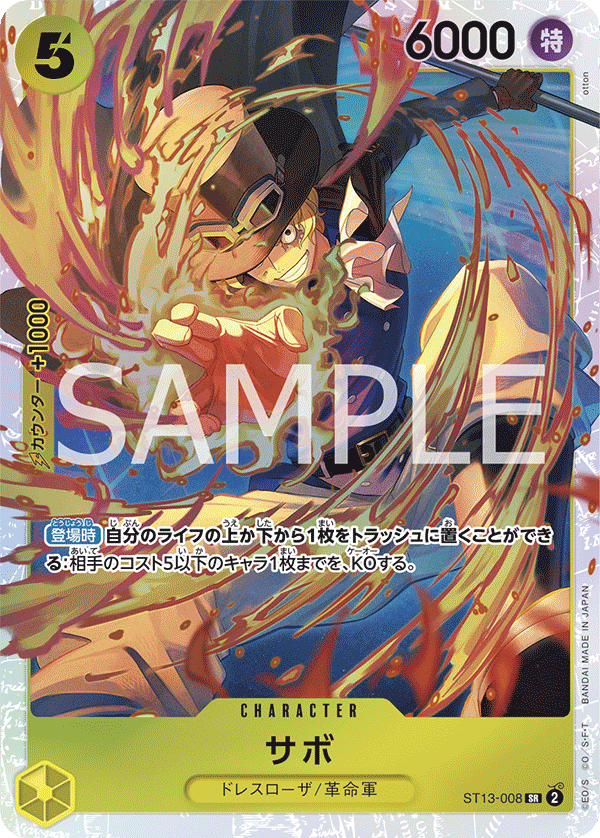 5
6000 特
otton
カウンター +1000
SAMPLE
登場時 自分のライフの上か下から1枚をトラッシュに置くことができ
る:相手のコスト5以下のキャラ1枚までを、KOする。
CHARACTER
サボ
ドレスローザ/革命軍
ST13-008 SR 2
©E.O/S ©O/S・F・T BANDAI MADE IN JAPAN